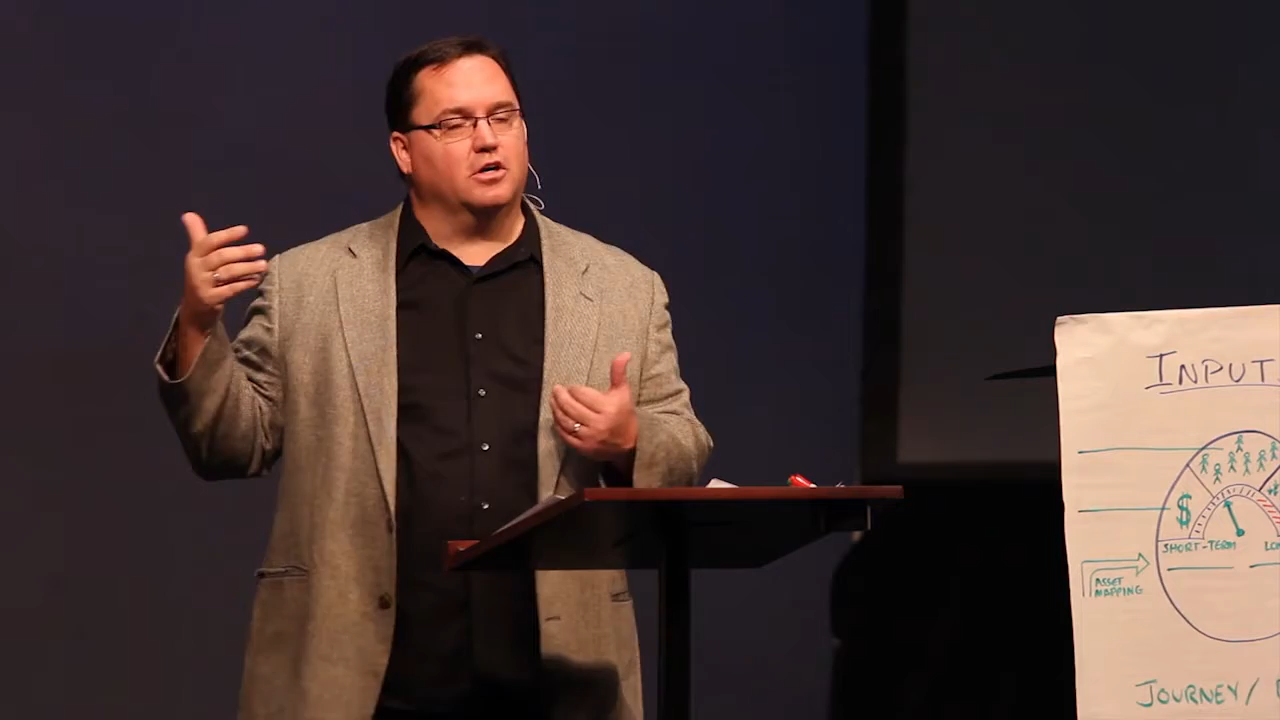 INPUT
$
SHORT-TERM
ASSET
MAPPING
JOURNEY/